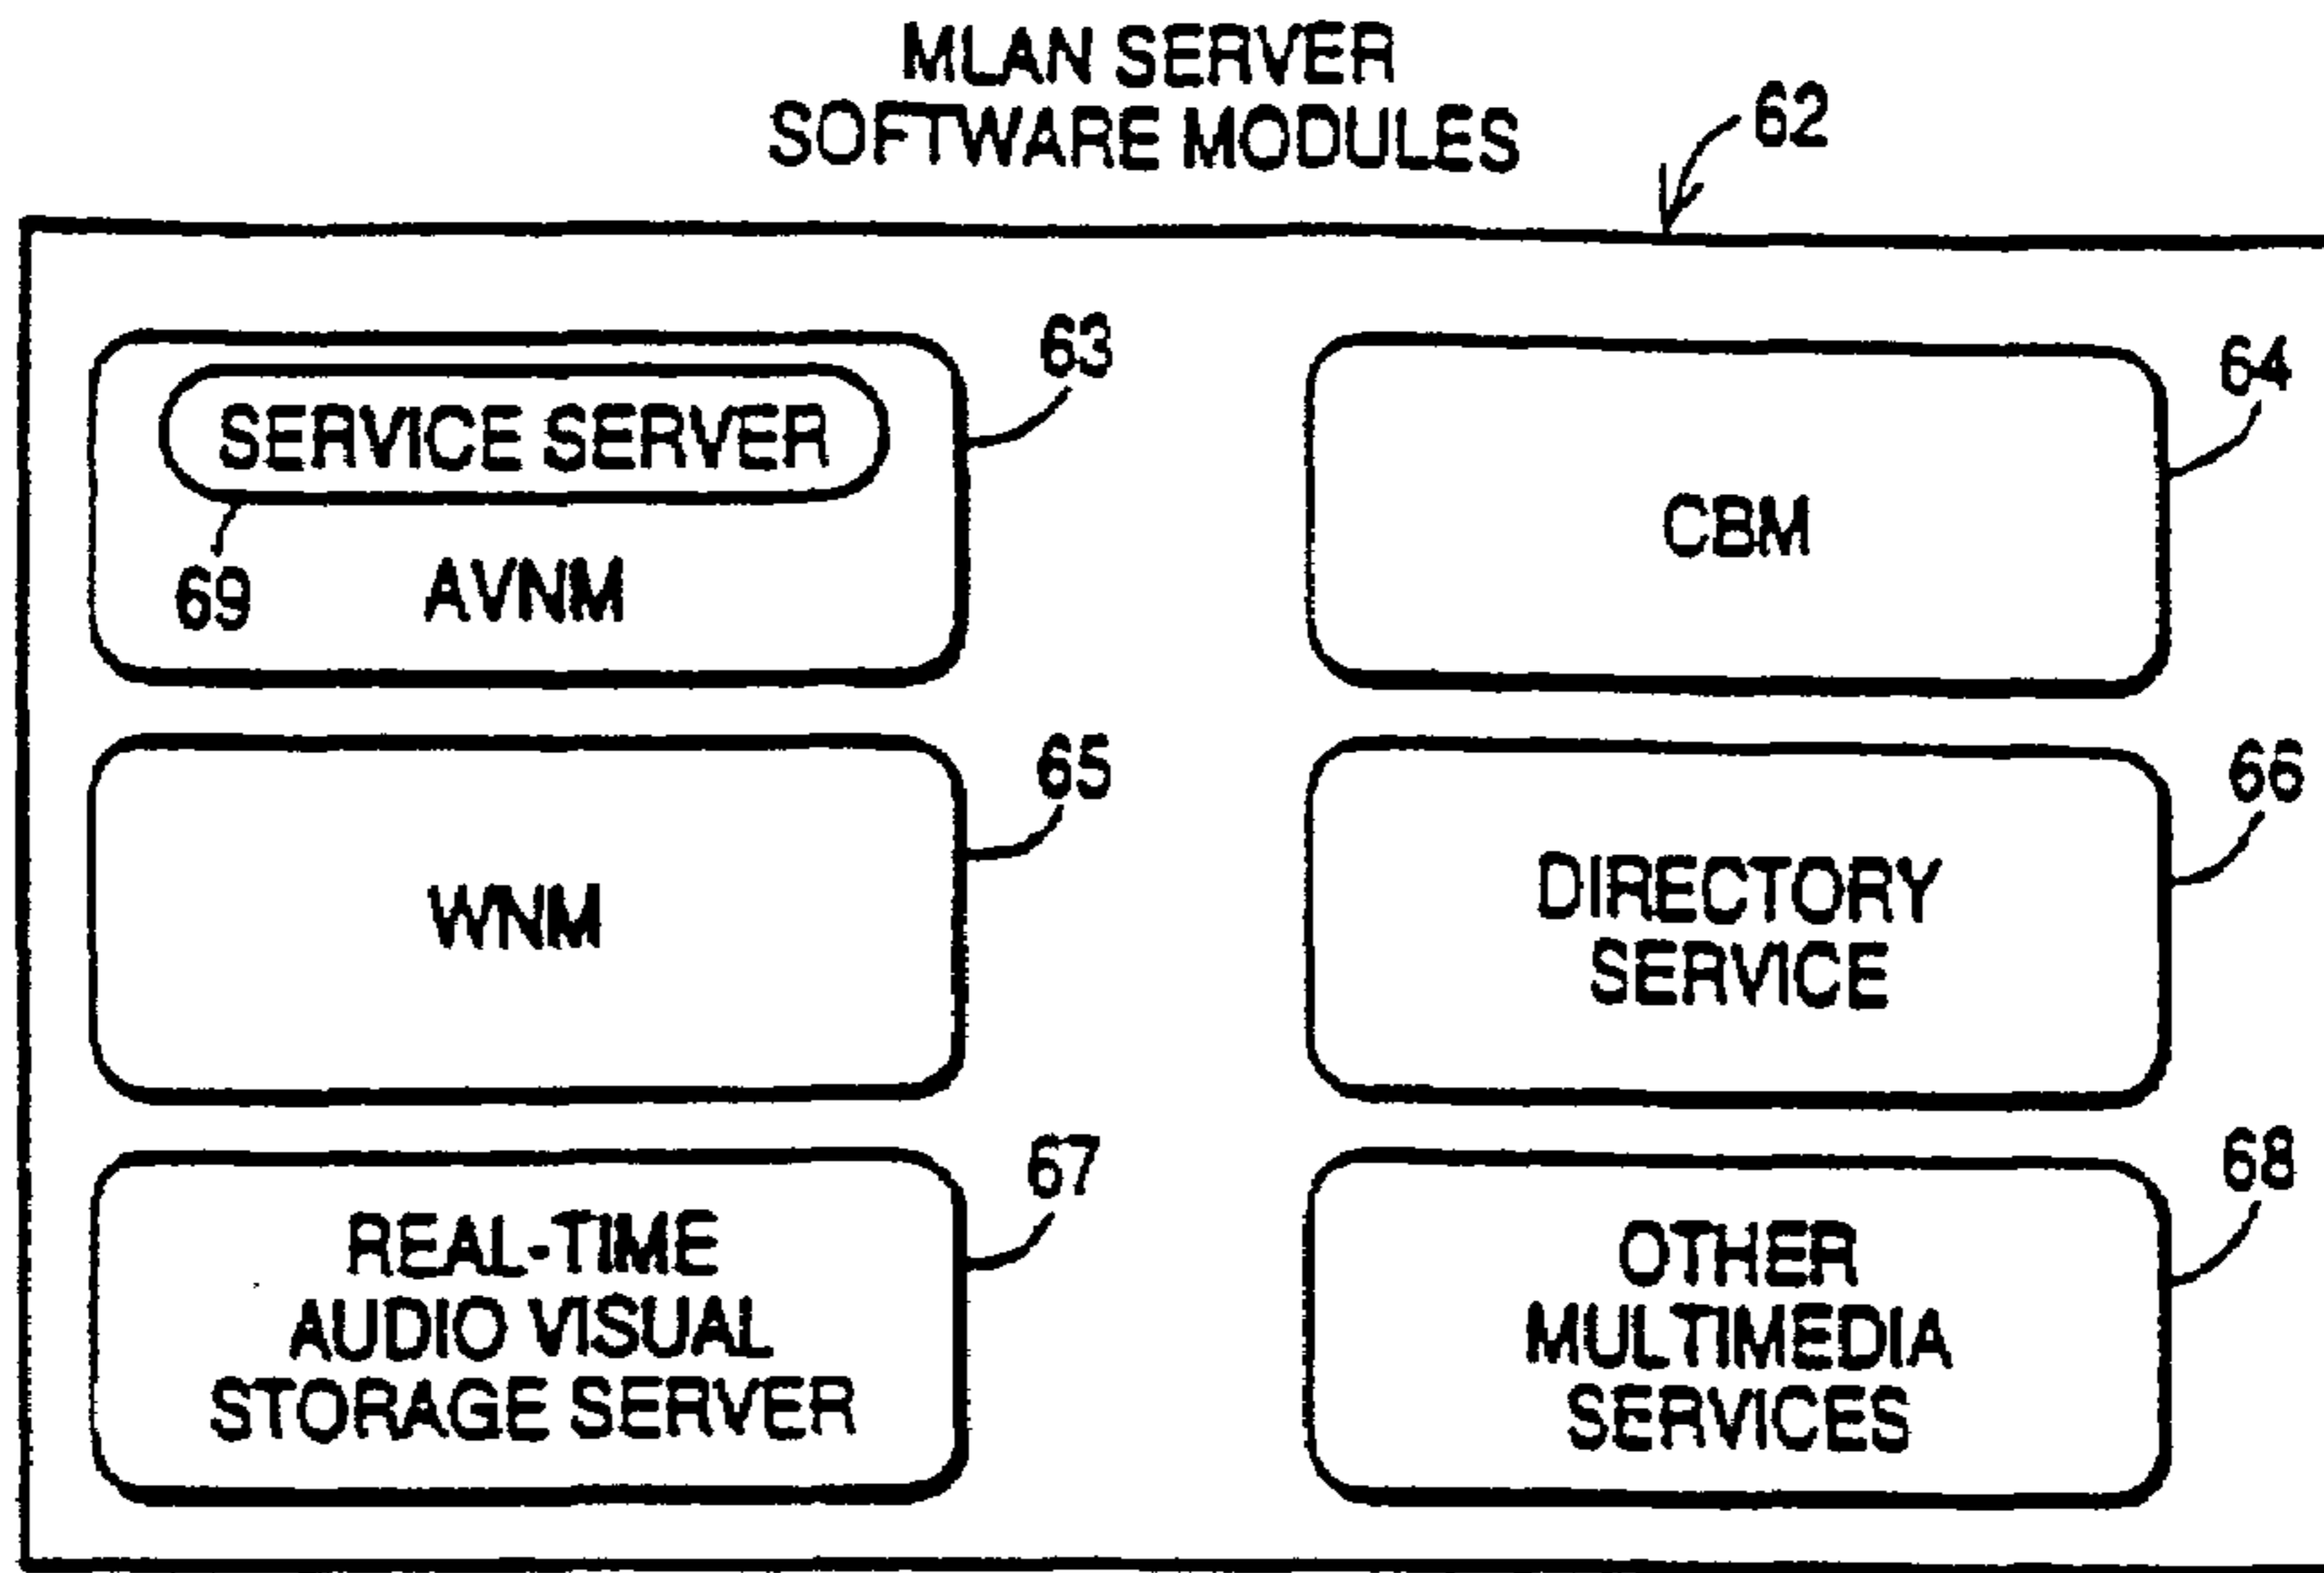 MLAN SERVER
SOFTWARE MODULES
62
63
SERVICE SERVER
69
AVNM
64
CBM
65
WNM
66
DIRECTORY
SERVICE
67
REAL-TIME
AUDIO VISUAL
STORAGE SERVER
68
OTHER
MULTIMEDIA
SERVICES